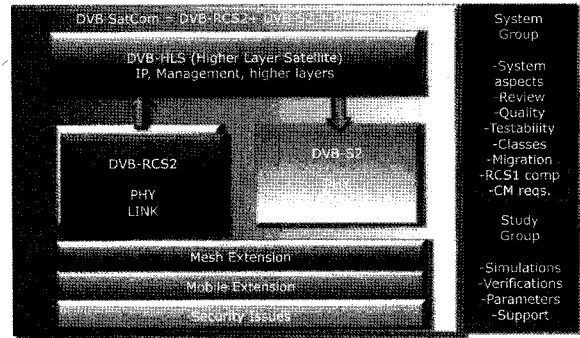 DVB SatCom = DVB-RCS2+ DVB-S2 +
DVB-HLS (Higher Layer Satellite)
IP, Management, higher layers
DVB-RCS2
PHY
LINK
DVB-S2
Mesh Extension
Mobile Extension
Security Issues
System
Group
-System
aspects
-Review
-Quality
-Testability
-Classes
-Migration
-RCS1 comp
-CM reqs.
Study
Group
-Simulations
-Verifications
-Parameters
-Support